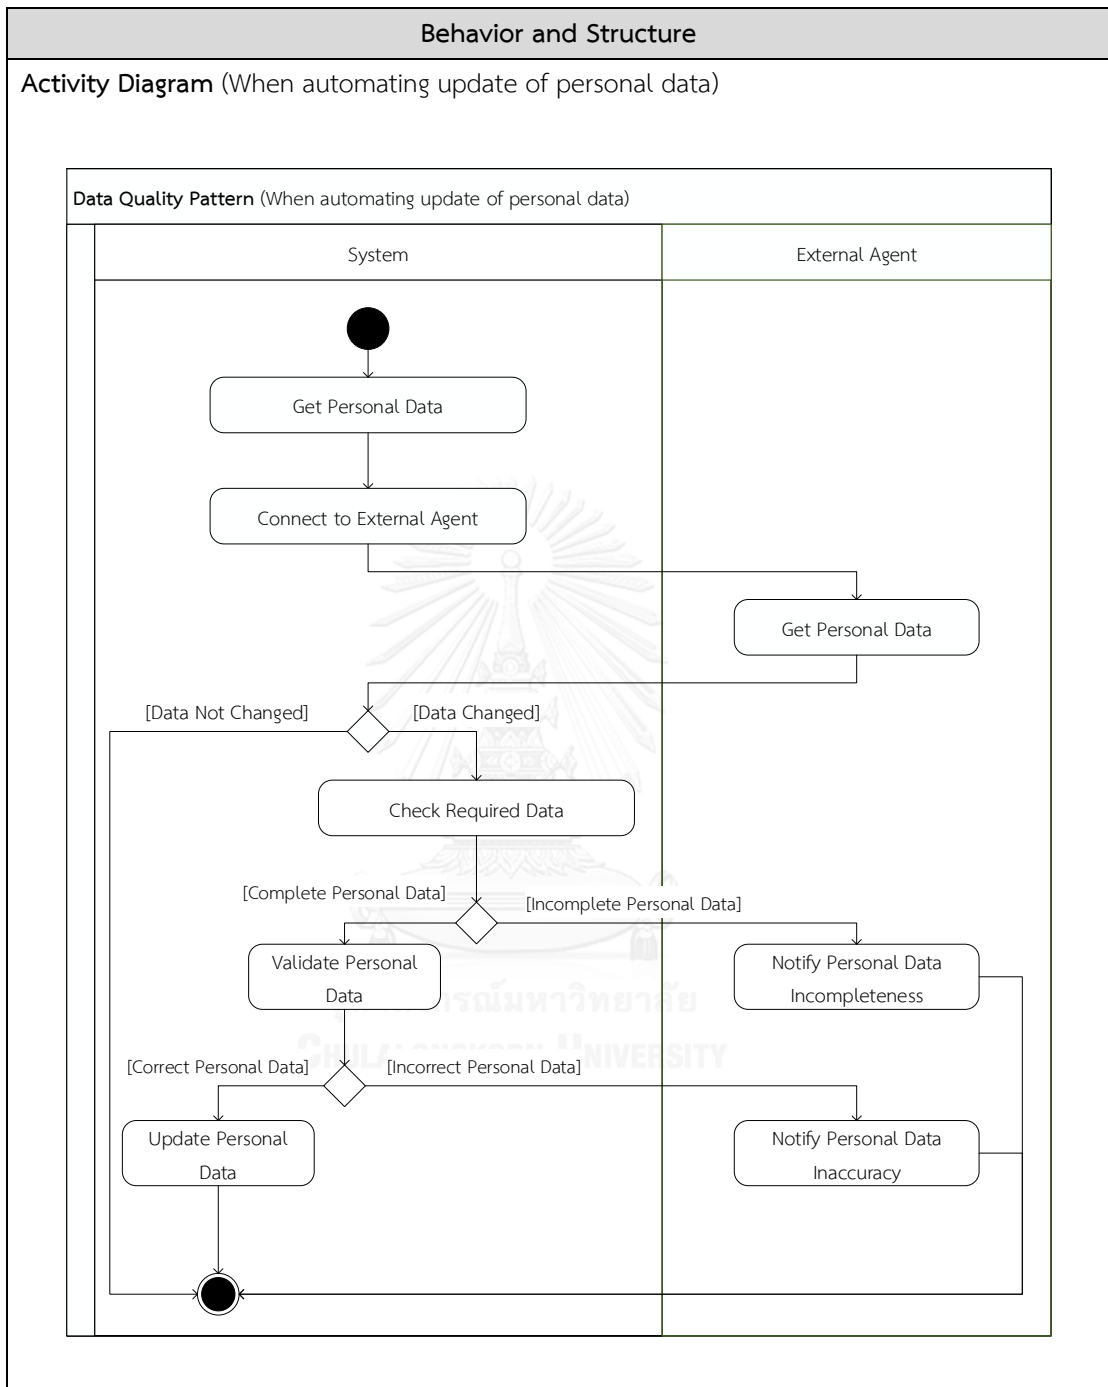 Behavior and Structure
Activity Diagram (When automating update of personal data)
Data Quality Pattern (When automating update of personal data)
System
External Agent
Get Personal Data
Connect to External Agent
Get Personal Data
[Data Not Changed]
[Data Changed]
Check Required Data
[Complete Personal Data]
[Incomplete Personal Data]
Validate Personal
Data
Notify Personal Data
Incompleteness
CHULALONGKORN UNIVERSITY
[Correct Personal Data]
[Incorrect Personal Data]
Update Personal
Data
Notify Personal Data
Inaccuracy